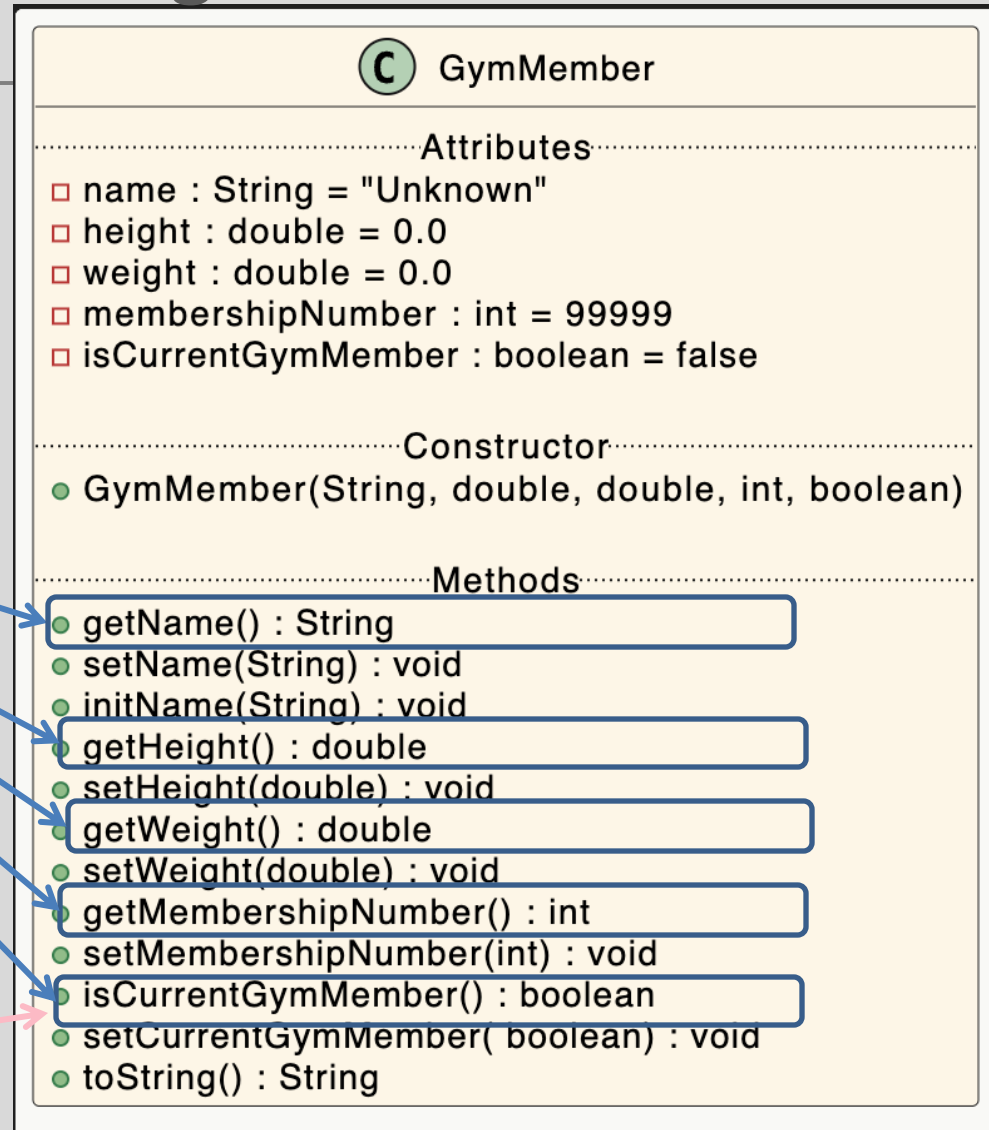 C GymMember
Attributes
name : String = "Unknown"
height : double = 0.0
weight : double = 0.0
membershipNumber : int = 99999
isCurrentGymMember : boolean = false
Constructor
GymMember(String, double, double, int, boolean)
Methods
getName() : String
setName(String) : void
initName(String) : void
getHeight() : double
setHeight(double) : void
getWeight() : double
setWeight(double) : void
getMembershipNumber() : int
setMembershipNumber(int) : void
isCurrentGymMember() : boolean
setCurrentGymMember( boolean) : void
toString() : String